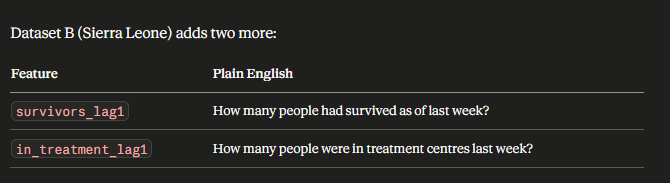 Dataset B (Sierra Leone) adds two more:
Feature Plain English
survivors_lag1 How many people had survived as of last week?
in_treatment_lag1 How many people were in treatment centres last week?